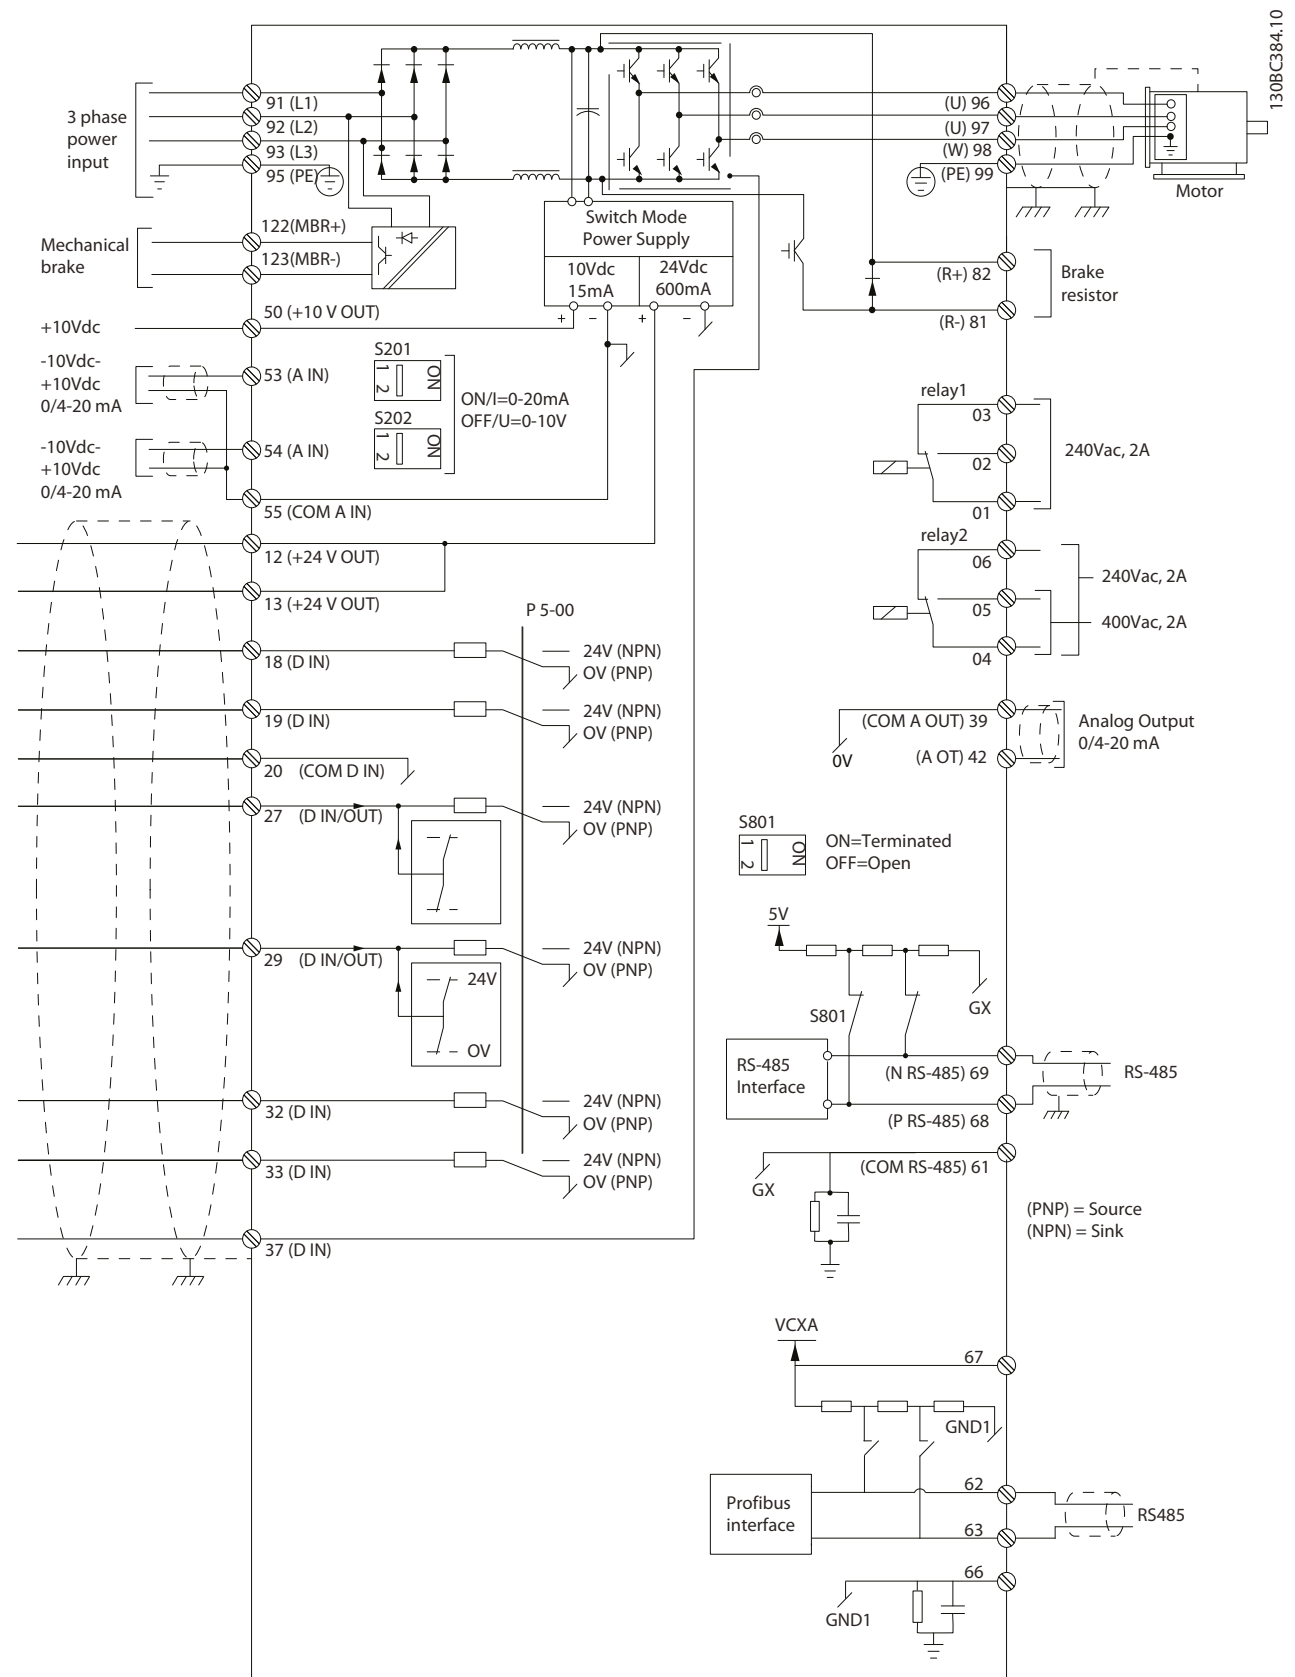 130BC384.10
3 phase
power
input
91 (L1)
92 (L2)
93 (L3)
95 (PE)
(U) 96
(U) 97
(W) 98
(PE) 99
Motor
Switch Mode
Power Supply
10Vdc
15mA
24Vdc
600mA
+
–
+
–
Mechanical
brake
122(MBR+)
123(MBR-)
(R+) 82
(R-) 81
Brake
resistor
+10Vdc
50 (+10 V OUT)
-10Vdc-
+10Vdc
0/4-20 mA
53 (A IN)
S201
1
2
ON
S202
1
2
ON
ON/I=0-20mA
OFF/U=0-10V
-10Vdc-
+10Vdc
0/4-20 mA
54 (A IN)
55 (COM A IN)
12 (+24 V OUT)
13 (+24 V OUT)
relay1
03
02
01
240Vac, 2A
relay2
06
05
04
240Vac, 2A
400Vac, 2A
P 5-00
18 (D IN)
24V (NPN)
OV (PNP)
19 (D IN)
24V (NPN)
OV (PNP)
20 (COM D IN)
27 (D IN/OUT)
24V (NPN)
OV (PNP)
29 (D IN/OUT)
24V
OV
24V (NPN)
OV (PNP)
32 (D IN)
24V (NPN)
OV (PNP)
33 (D IN)
24V (NPN)
OV (PNP)
37 (D IN)
(COM A OUT) 39
(A OT) 42
0V
Analog Output
0/4-20 mA
S801
1
2
ON
ON=Terminated
OFF=Open
5V
GX
S801
RS-485
Interface
(N RS-485) 69
(P RS-485) 68
RS-485
(COM RS-485) 61
GX
(PNP) = Source
(NPN) = Sink
VCXA
67
GND1
Profibus
interface
62
63
RS485
66
GND1